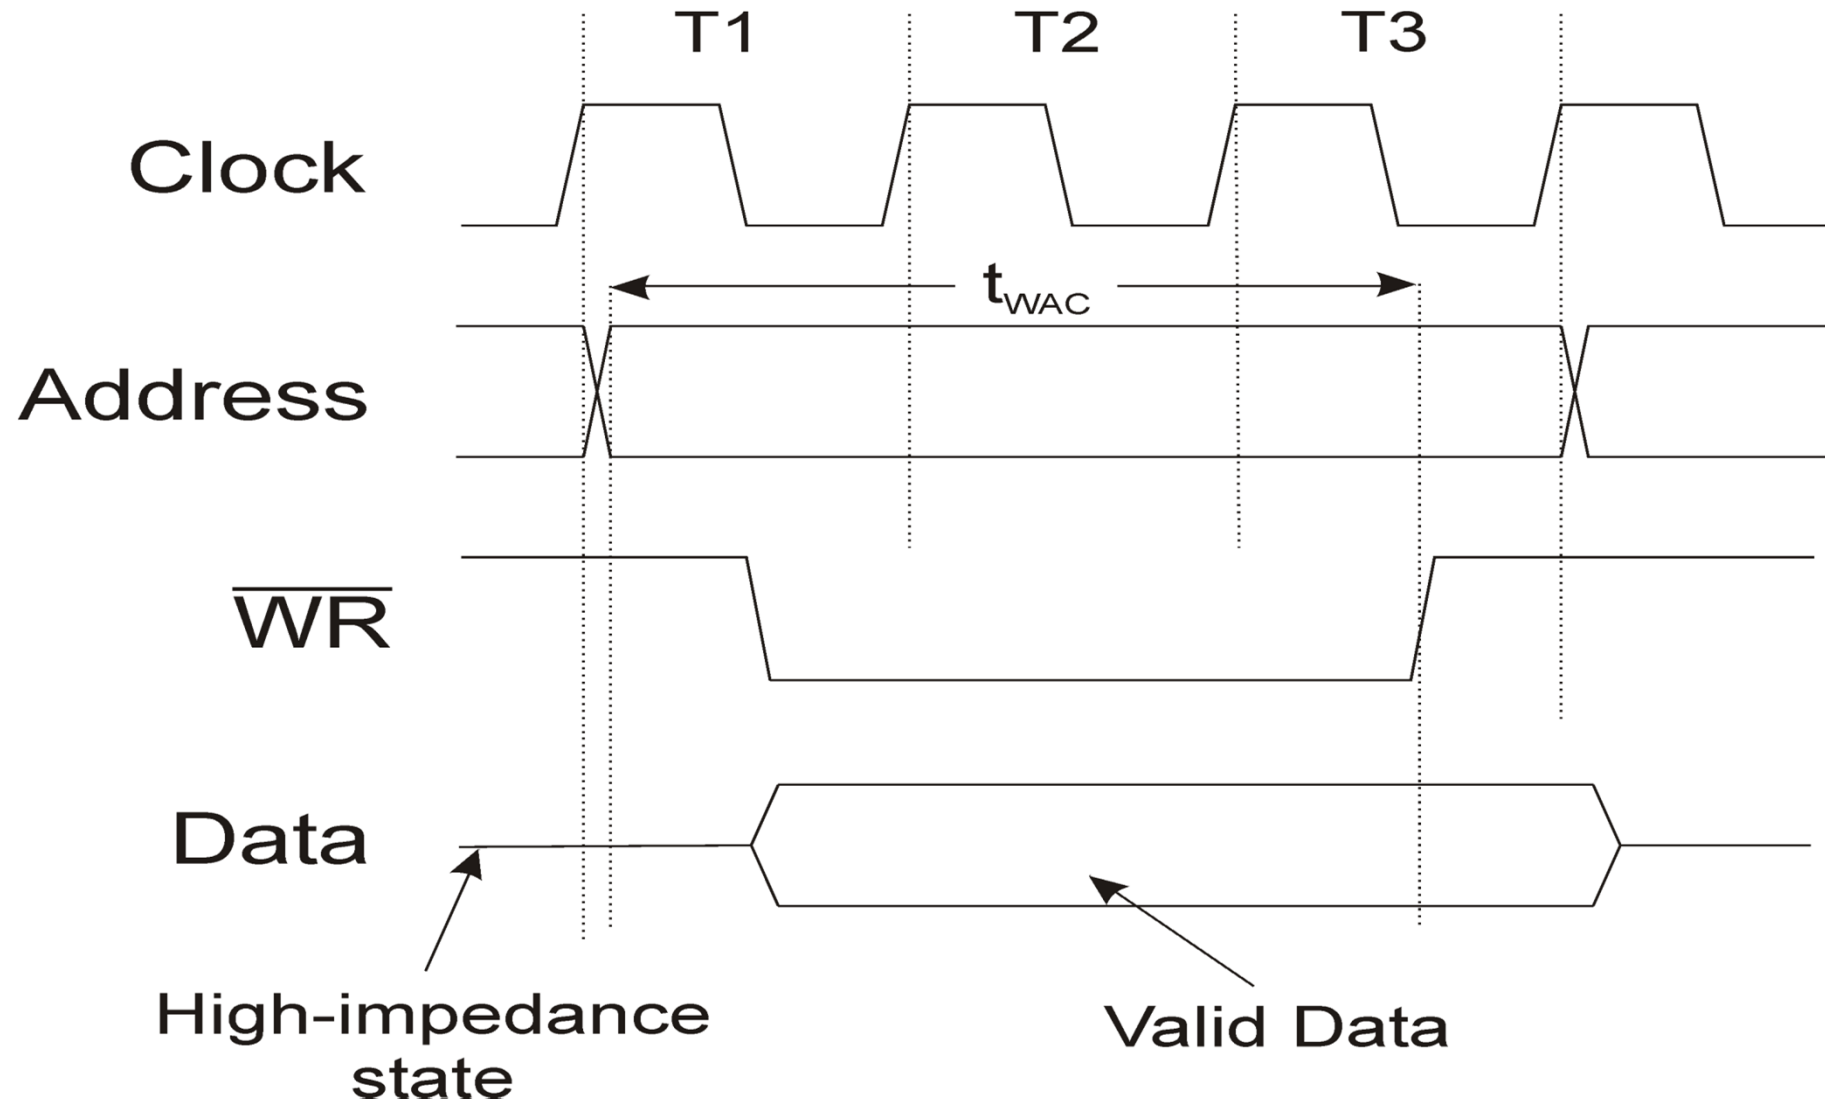 T1 T2 T3
Clock
tWAC
Address
WR
Data
High-impedance
state
Valid Data